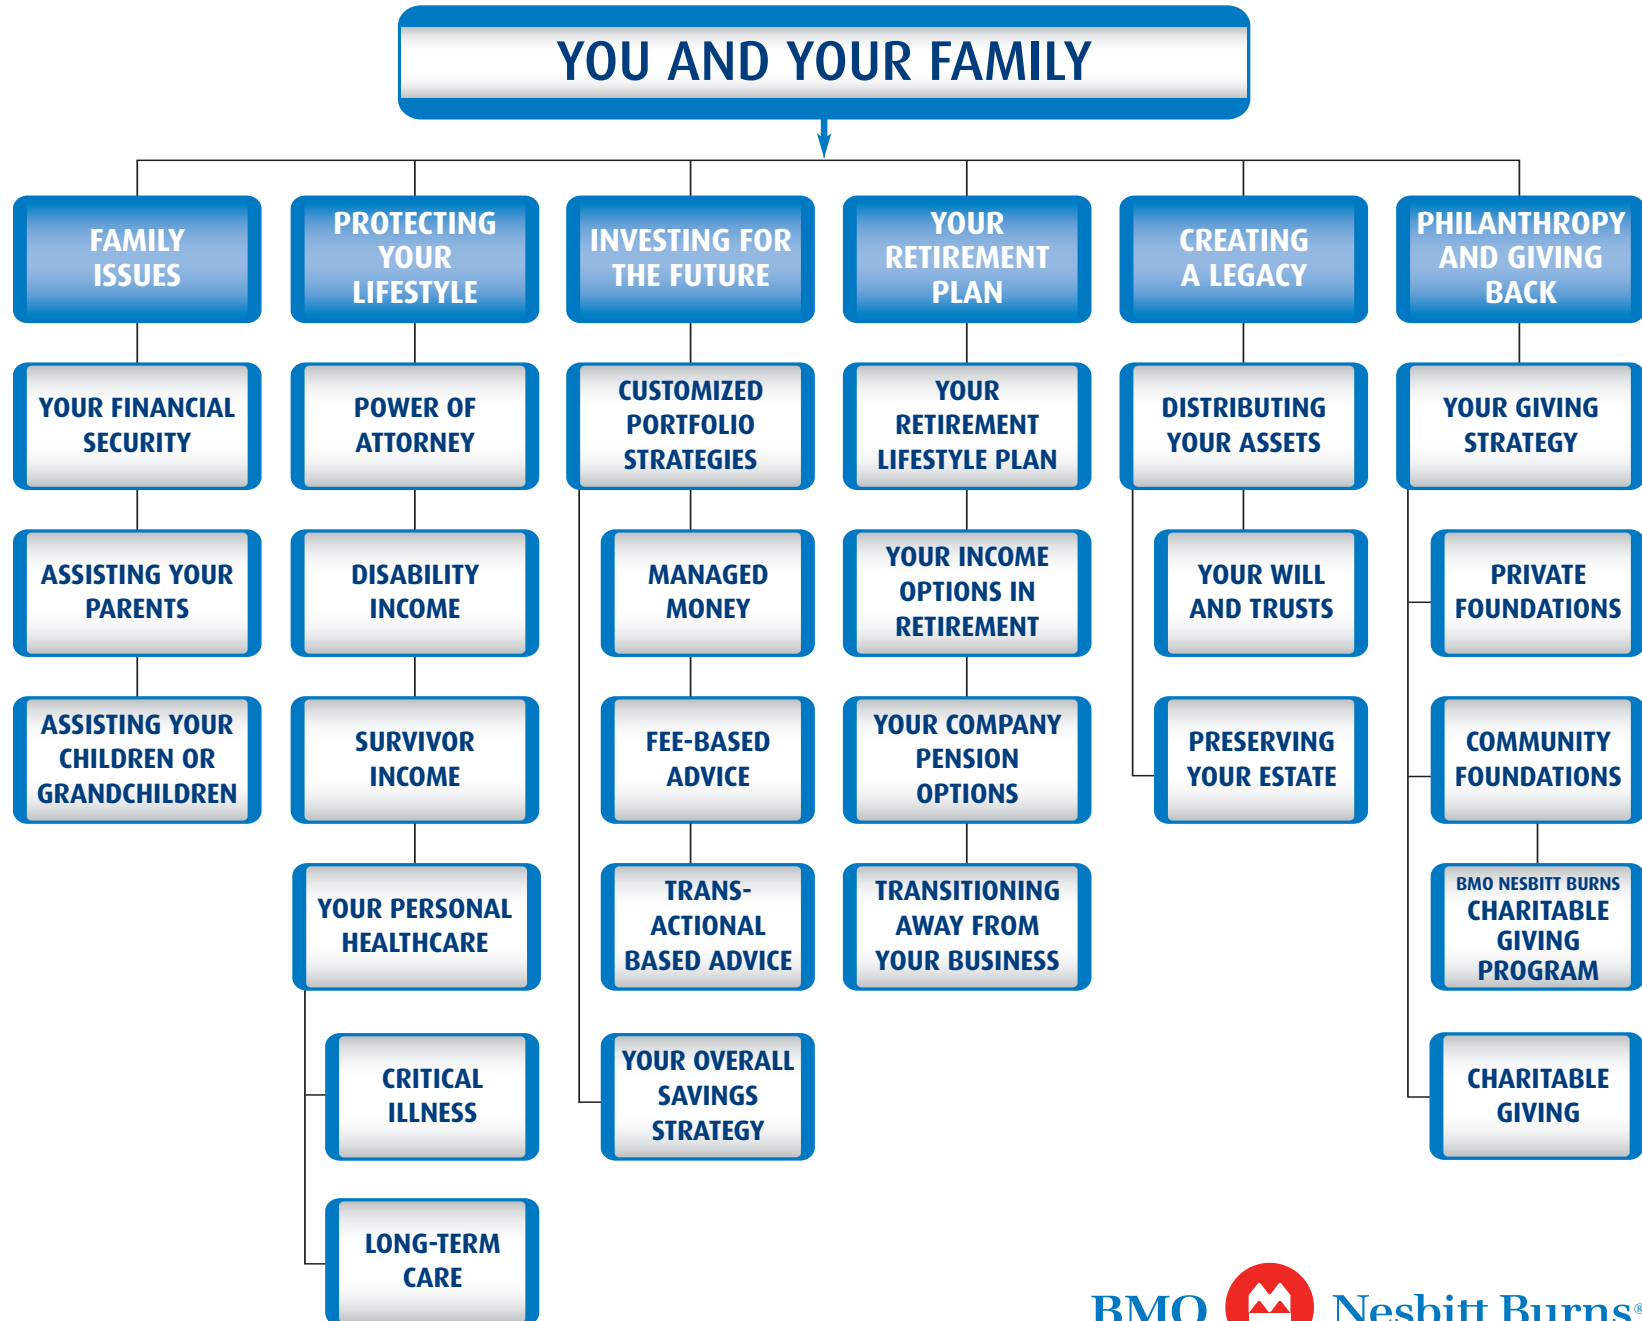 YOU AND YOUR FAMILY
FAMILY
ISSUES
PROTECTING
YOUR
LIFESTYLE
INVESTING FOR
THE FUTURE
YOUR
RETIREMENT
PLAN
CREATING
A LEGACY
PHILANTHROPY
AND GIVING
BACK
YOUR FINANCIAL
SECURITY
POWER OF
ATTORNEY
CUSTOMIZED
PORTFOLIO
STRATEGIES
YOUR
RETIREMENT
LIFESTYLE PLAN
DISTRIBUTING
YOUR ASSETS
YOUR GIVING
STRATEGY
ASSISTING YOUR
PARENTS
DISABILITY
INCOME
MANAGED
MONEY
YOUR INCOME
OPTIONS IN
RETIREMENT
YOUR WILL
AND TRUSTS
PRIVATE
FOUNDATIONS
ASSISTING YOUR
CHILDREN OR
GRANDCHILDREN
SURVIVOR
INCOME
FEE-BASED
ADVICE
YOUR COMPANY
PENSION
OPTIONS
PRESERVING
YOUR ESTATE
COMMUNITY
FOUNDATIONS
YOUR PERSONAL
HEALTHCARE
TRANS-
ACTIONAL
BASED ADVICE
TRANSITIONING
AWAY FROM
YOUR BUSINESS
BMO NESBITT BURNS
CHARITABLE
GIVING
PROGRAM
CRITICAL
ILLNESS
YOUR OVERALL
SAVINGS
STRATEGY
CHARITABLE
GIVING
LONG-TERM
CARE
BMO Nesbitt Burns®